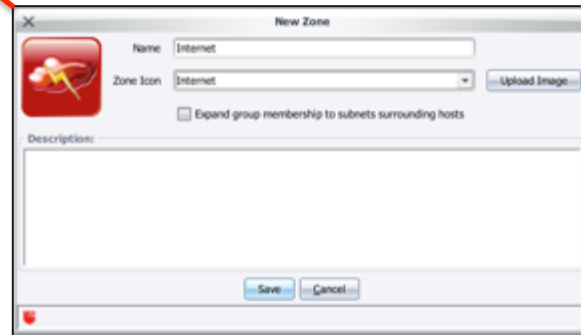 New Zone
Name Internet
Zone Icon Internet Upload Image
Expand group membership to subnets surrounding hosts
Description:
Save Cancel